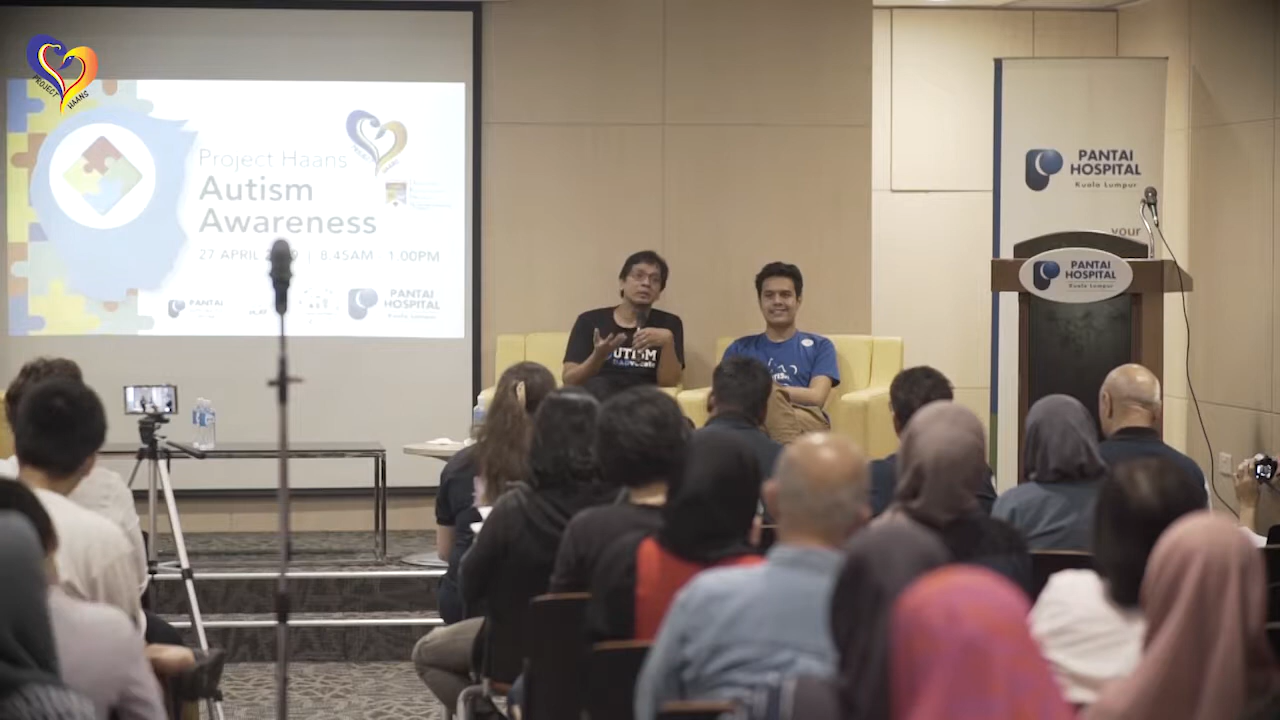 PROJECT HAANS
Project Haans
Autism
Awareness
27 APRIL | 8.45AM 1.00PM
PANTAI
PANTAI
HOSPITAL
Kuala Lumpur
PANTAI
HOSPITAL
Kuala Lumpur
your
PANTAI
HOSPITAL
Kuala Lumpur